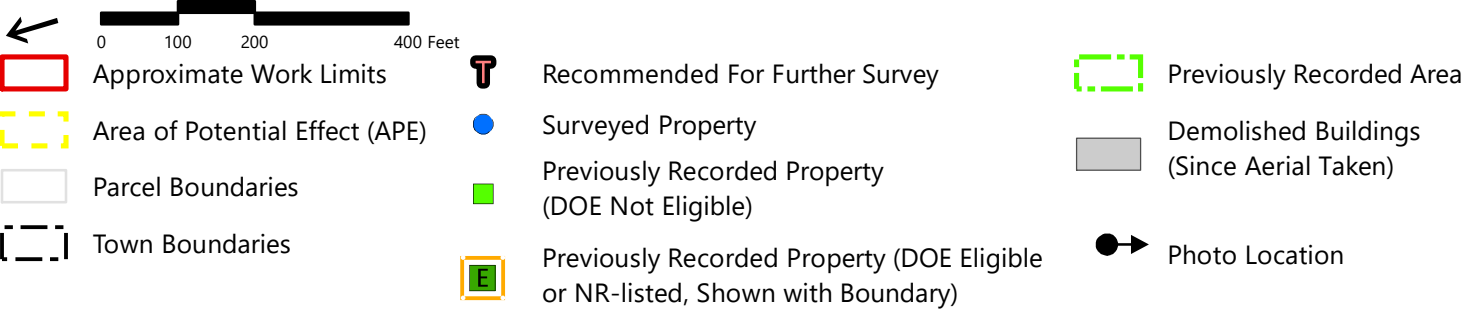 0 100 200 400 Feet
Approximate Work Limits
Area of Potential Effect (APE)
Parcel Boundaries
Town Boundaries
T Recommended For Further Survey
Surveyed Property
Previously Recorded Property
(DOE Not Eligible)
E Previously Recorded Property (DOE Eligible
or NR-listed, Shown with Boundary)
Previously Recorded Area
Demolished Buildings
(Since Aerial Taken)
Photo Location